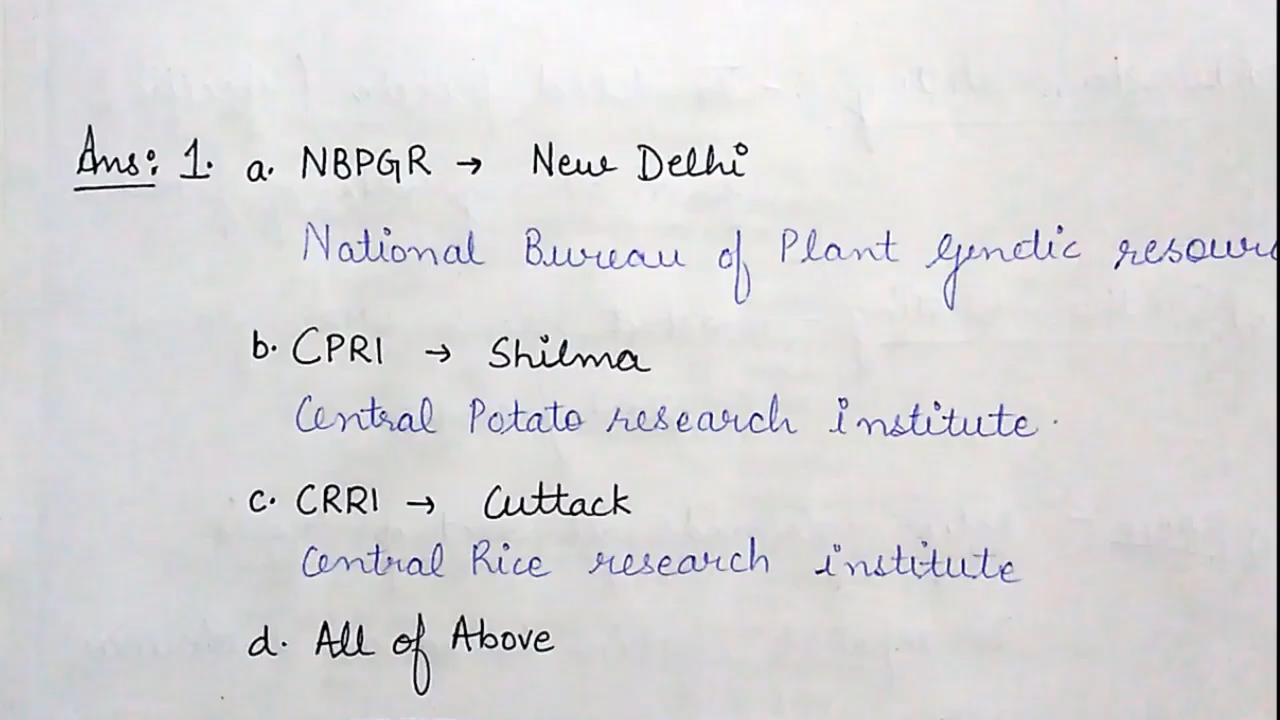 Ans: 1. a. NBPGR → New Delhi
National Bureau of Plant genetic resour
b. CPRI → Shilma
Central Potato research institute.
c. CRRI → Cuttack
Central Rice research institute
d. All of Above